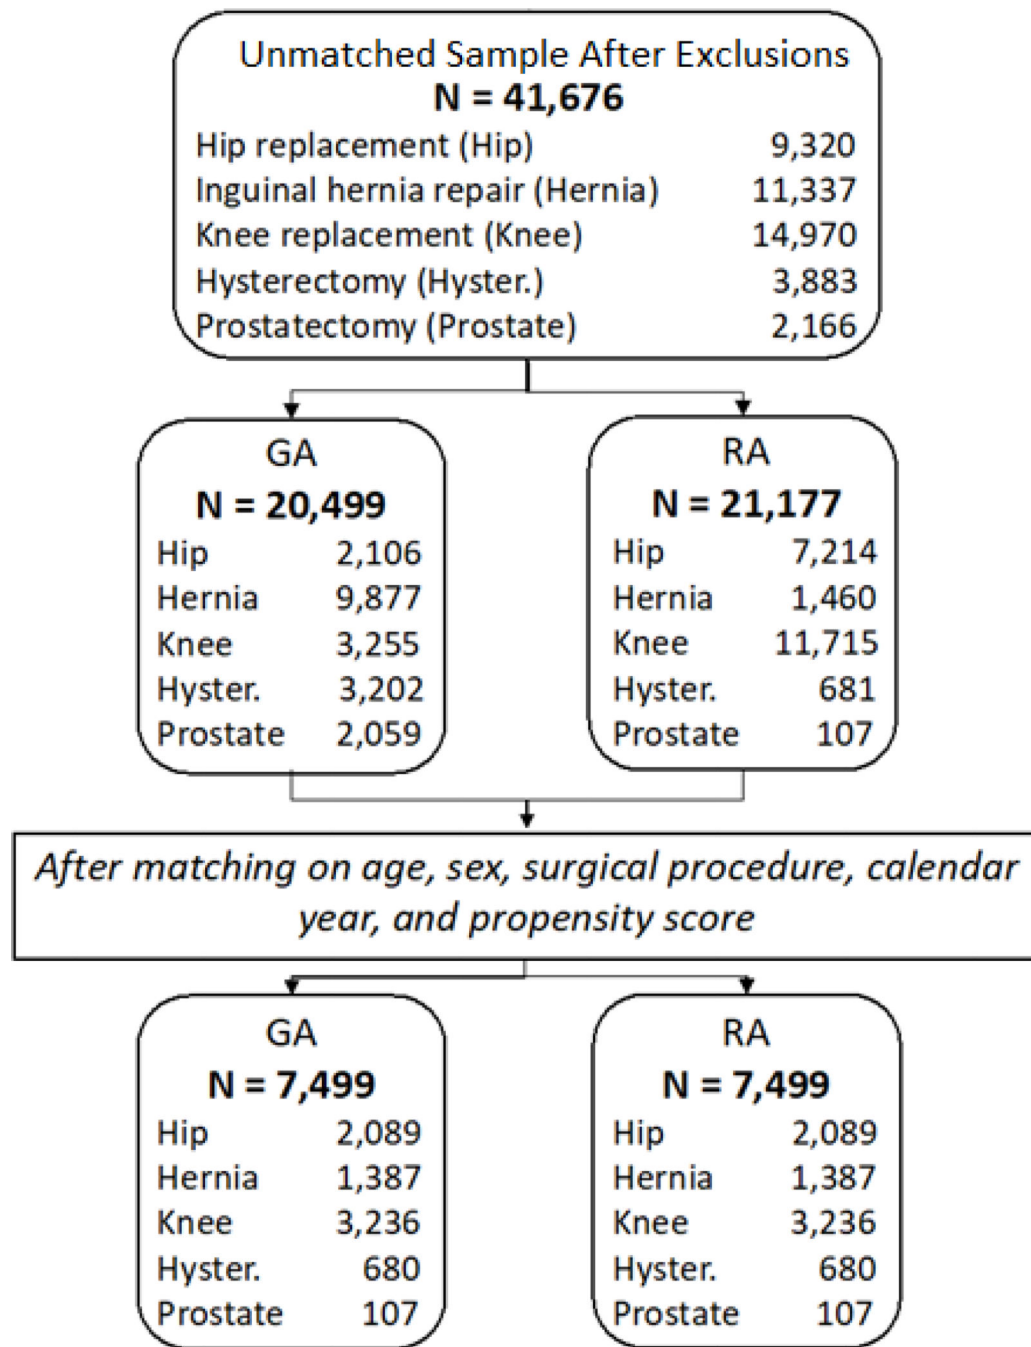 Unmatched Sample After Exclusions
N = 41,676
Hip replacement (Hip) 9,320
Inguinal hernia repair (Hernia) 11,337
Knee replacement (Knee) 14,970
Hysterectomy (Hyster.) 3,883
Prostatectomy (Prostate) 2,166
GA
N = 20,499
Hip 2,106
Hernia 9,877
Knee 3,255
Hyster. 3,202
Prostate 2,059
RA
N = 21,177
Hip 7,214
Hernia 1,460
Knee 11,715
Hyster. 681
Prostate 107
After matching on age, sex, surgical procedure, calendar
year, and propensity score
GA
N = 7,499
Hip 2,089
Hernia 1,387
Knee 3,236
Hyster. 680
Prostate 107
RA
N = 7,499
Hip 2,089
Hernia 1,387
Knee 3,236
Hyster. 680
Prostate 107